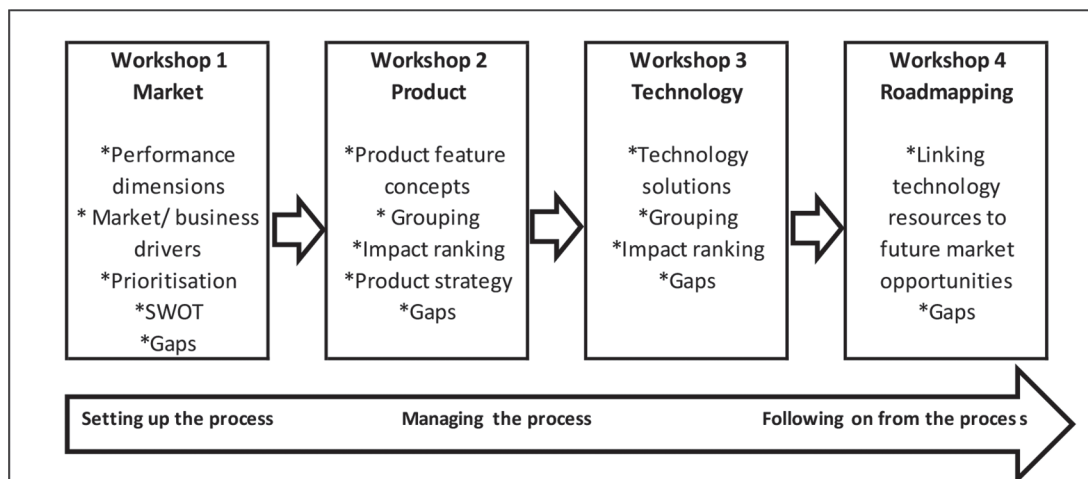 Workshop 1
Market
*Performance
dimensions
* Market/ business
drivers
*Prioritisation
*SWOT
*Gaps
Workshop 2
Product
*Product feature
concepts
* Grouping
*Impact ranking
*Product strategy
*Gaps
Workshop 3
Technology
*Technology
solutions
*Grouping
*Impact ranking
*Gaps
Workshop 4
Roadmapping
*Linking
technology
resources to
future market
opportunities
*Gaps
Setting up the process
Managing the process
Following on from the process